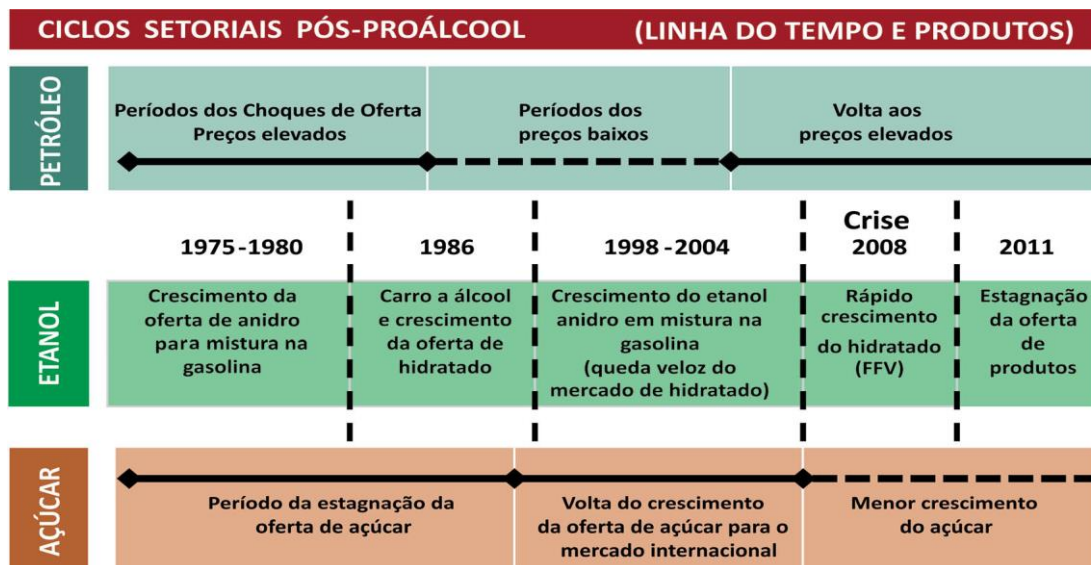 CICLOS SETORIAIS PÓS-PROÁLCOOL (LINHA DO TEMPO E PRODUTOS)
PETRÓLEO
Períodos dos Choques de Oferta
Preços elevados
Períodos dos
preços baixos
Volta aos
preços elevados
1975-1980
1986
1998-2004
Crise
2008
2011
ETANOL
Crescimento da
oferta de anidro
para mistura na
gasolina
Carro a álcool
e crescimento
da oferta de
hidratado
Crescimento do etanol
anidro em mistura na
gasolina
(queda veloz do
mercado de hidratado)
Rápido
crescimento
do hidratado
(FFV)
Estagnação
da oferta
de
produtos
AÇÚCAR
Período da estagnação da
oferta de açúcar
Volta do crescimento
da oferta de açúcar para o
mercado internacional
Menor crescimento
do açúcar